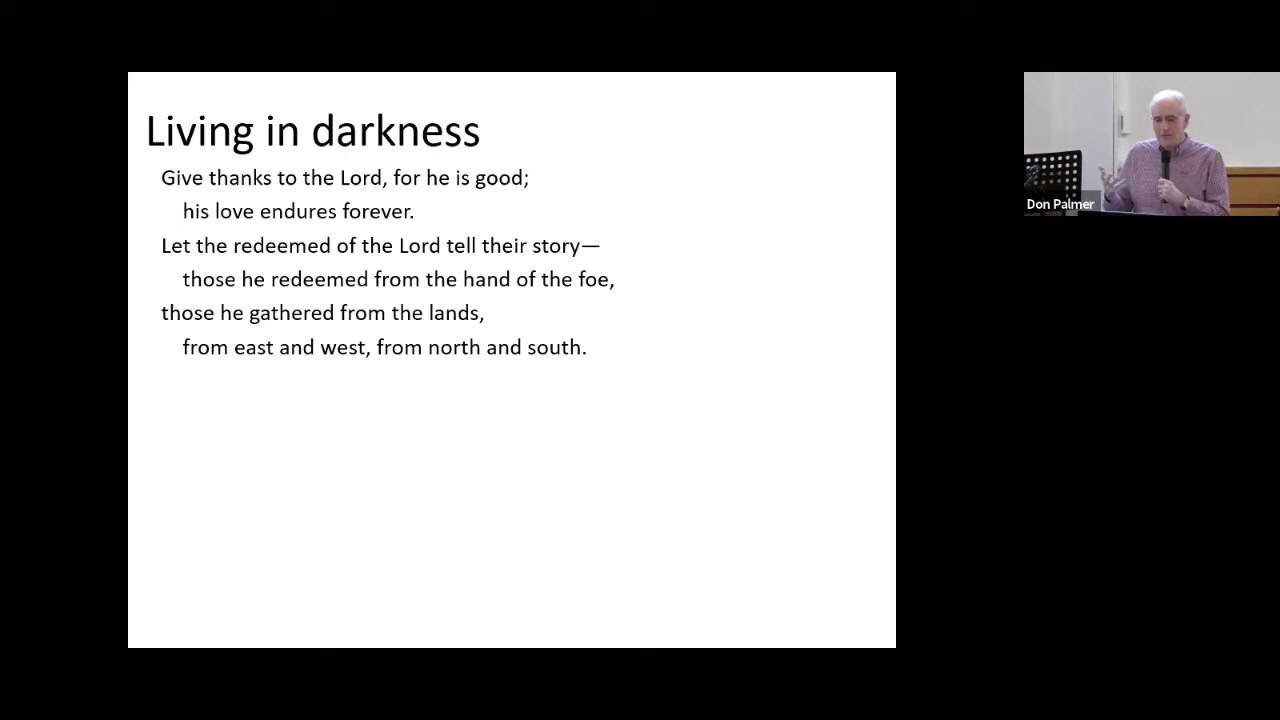 Living in darkness
Give thanks to the Lord, for he is good;
his love endures forever.
Let the redeemed of the Lord tell their story—
those he redeemed from the hand of the foe,
those he gathered from the lands,
from east and west, from north and south.
Don Palmer